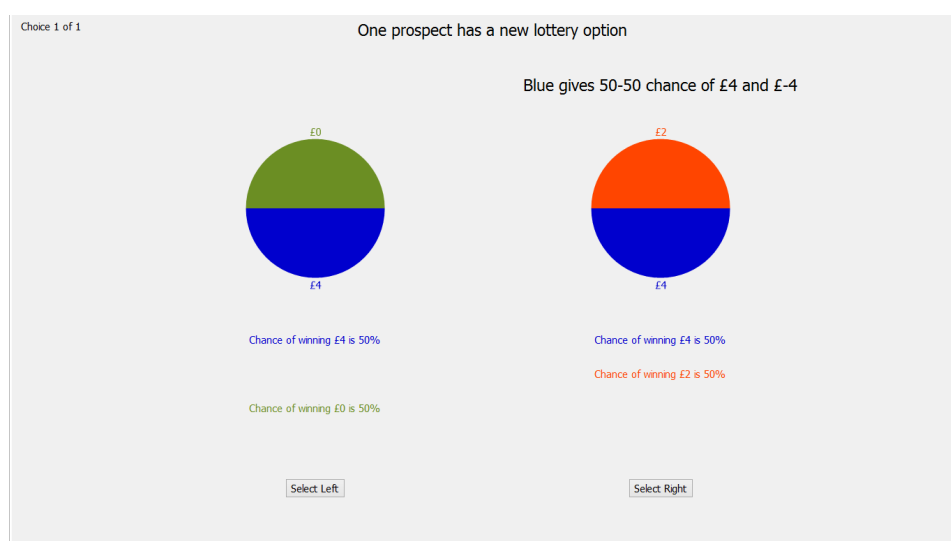 Choice 1 of 1
One prospect has a new lottery option
Blue gives 50-50 chance of £4 and £-4
£0
£2
£4
£4
Chance of winning £4 is 50%
Chance of winning £4 is 50%
Chance of winning £2 is 50%
Chance of winning £0 is 50%
Select Left
Select Right